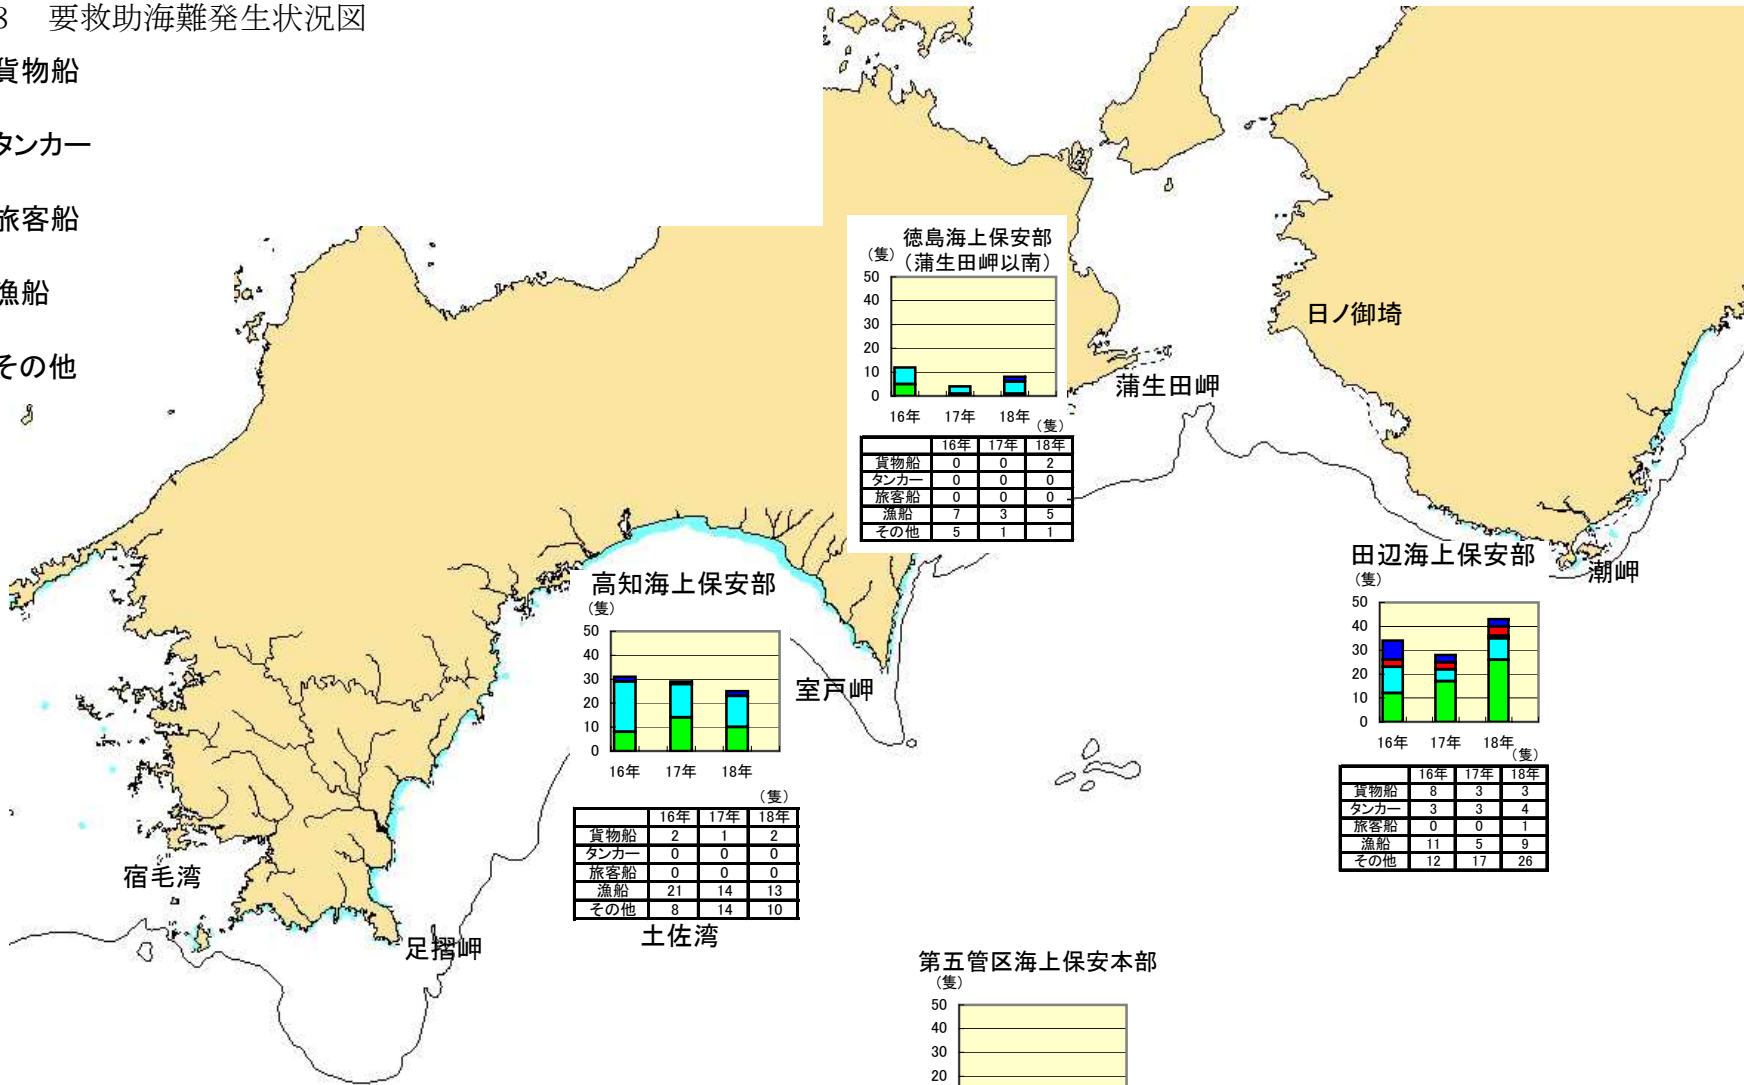 8　要救助海難発生状況図
貨物船
タンカー
旅客船
漁船
その他
徳島海上保安部
（隻）（蒲生田岬以南）
50
40
30
20
10
0
16年 17年 18年
（隻）
16年 17年 18年
貨物船 0 0 2
タンカー 0 0 0
旅客船 0 0 0
漁船 7 3 5
その他 5 1 1
日ノ御埼
蒲生田岬
高知海上保安部
（隻）
50
40
30
20
10
0
16年 17年 18年
（隻）
16年 17年 18年
貨物船 2 1 2
タンカー 0 0 0
旅客船 0 0 0
漁船 21 14 13
その他 8 14 10
土佐湾
室戸岬
田辺海上保安部
（隻）
50
40
30
20
10
0
16年 17年 18年
（隻）
16年 17年 18年
貨物船 8 3 3
タンカー 3 3 4
旅客船 0 0 1
漁船 11 5 9
その他 12 17 26
潮岬
宿毛湾
足摺岬
第五管区海上保安本部
（隻）
50
40
30
20